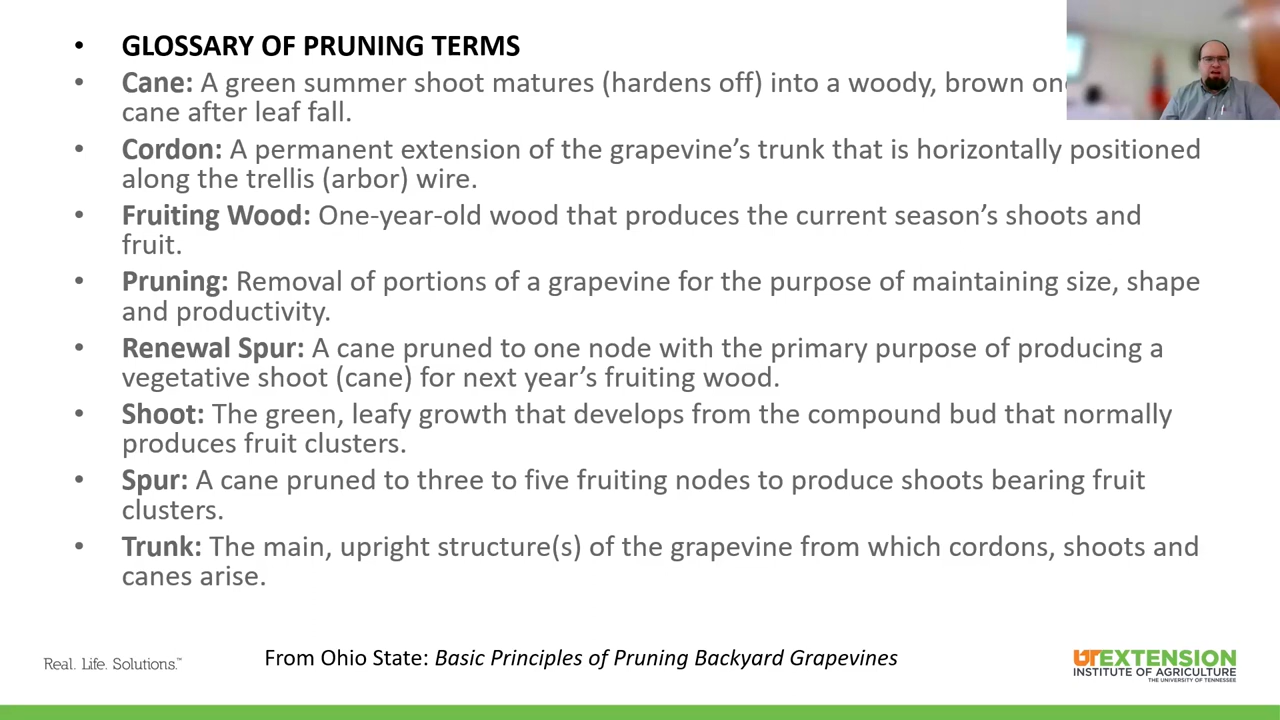 • GLOSSARY OF PRUNING TERMS
• Cane: A green summer shoot matures (hardens off) into a woody, brown
cane after leaf fall.
• Cordon: A permanent extension of the grapevine’s trunk that is horizontally positioned
along the trellis (arbor) wire.
• Fruiting Wood: One-year-old wood that produces the current season’s shoots and
fruit.
• Pruning: Removal of portions of a grapevine for the purpose of maintaining size, shape
and productivity.
• Renewal Spur: A cane pruned to one node with the primary purpose of producing a
vegetative shoot (cane) for next year’s fruiting wood.
• Shoot: The green, leafy growth that develops from the compound bud that normally
produces fruit clusters.
• Spur: A cane pruned to three to five fruiting nodes to produce shoots bearing fruit
clusters.
• Trunk: The main, upright structure(s) of the grapevine from which cordons, shoots and
canes arise.
Real. Life. Solutions.™
From Ohio State: Basic Principles of Pruning Backyard Grapevines
UT EXTENSION
INSTITUTE OF AGRICULTURE
THE UNIVERSITY OF TENNESSEE